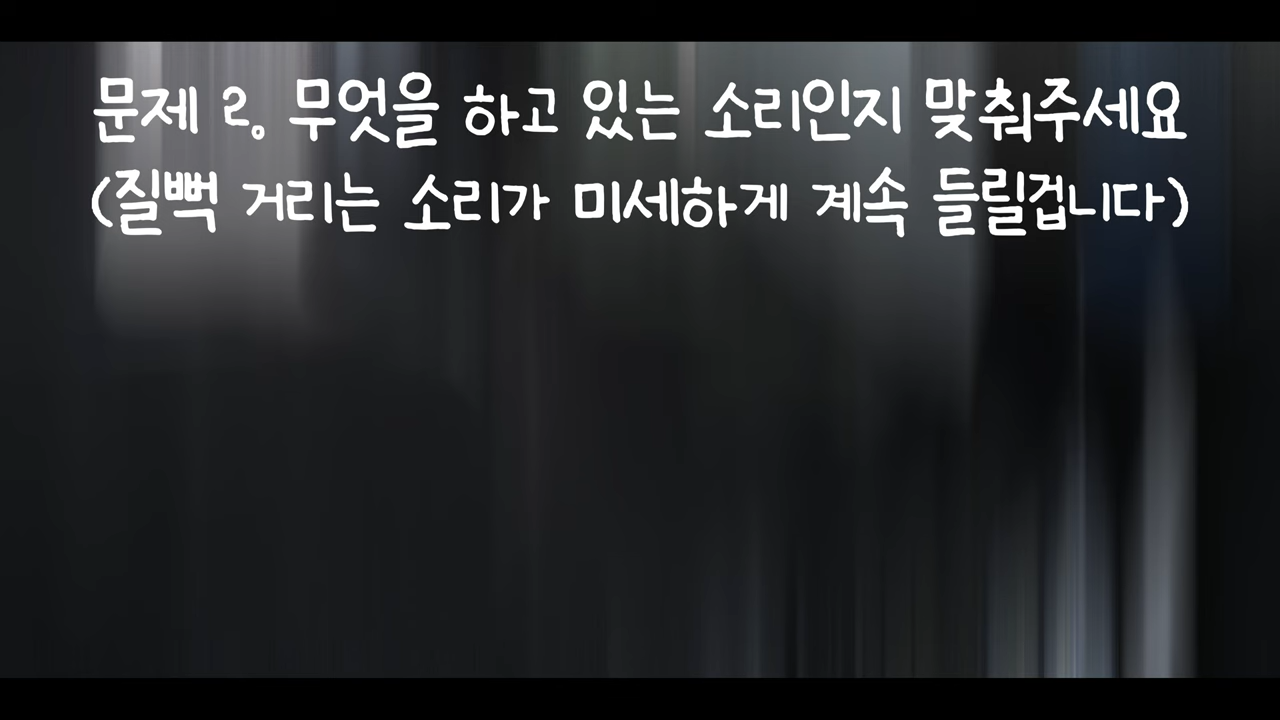 문제 2. 무엇을 하고 있는 소리인지 맞춰주세요
(질뻑 거리는 소리가 미세하게 계속 들릴겁니다)